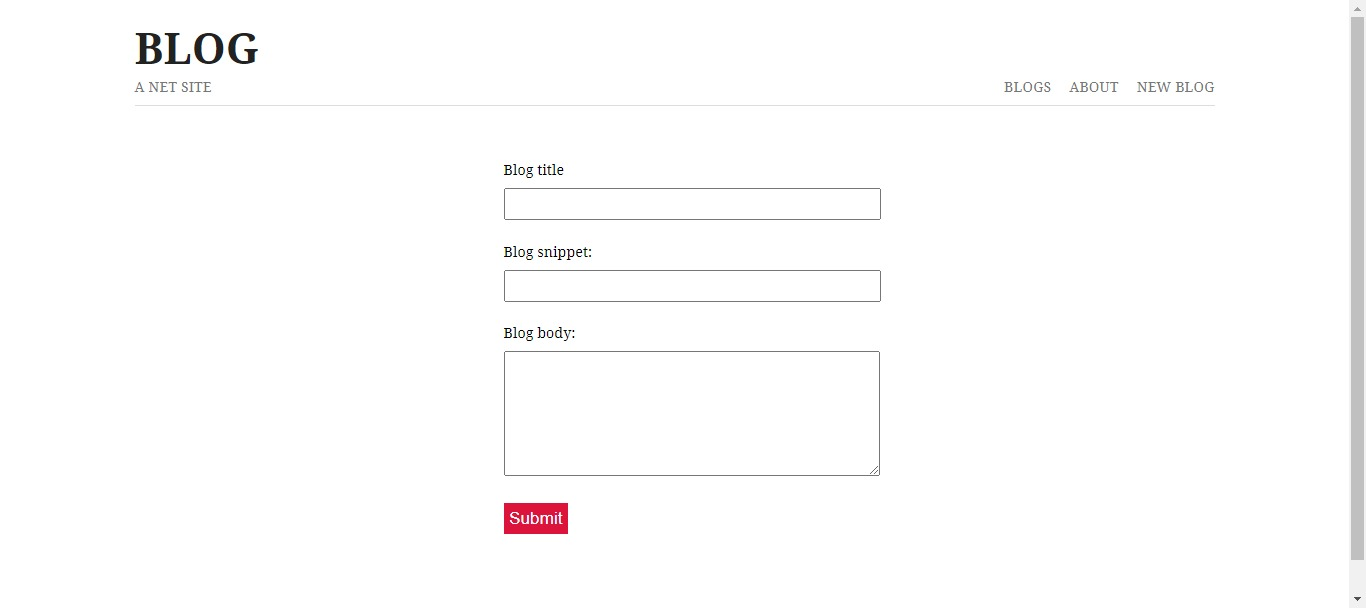 BLOG
A NET SITE
BLOGS ABOUT NEW BLOG
Blog title
Blog snippet:
Blog body:
Submit